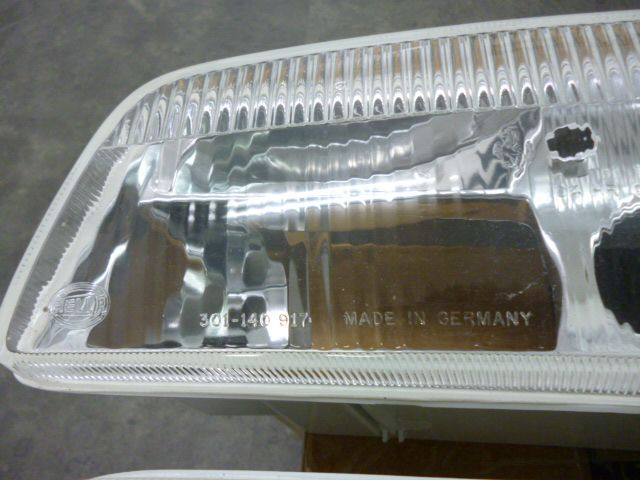 HELLA
301-140 917
MADE IN GERMANY